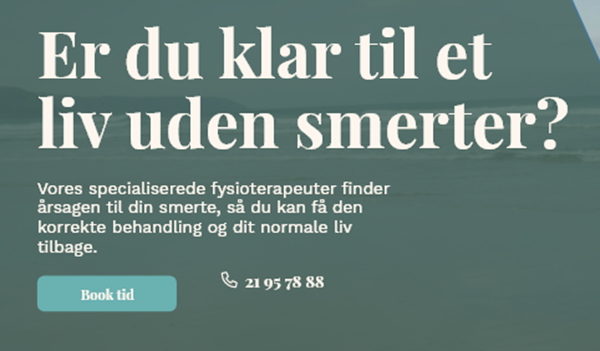 Er du klar til et
liv uden smerter?
Vores specialiserede fysioterapeuter finder
årsagen til din smerte, så du kan få den
korrekte behandling og dit normale liv
tilbage.
Book tid
21 95 78 88